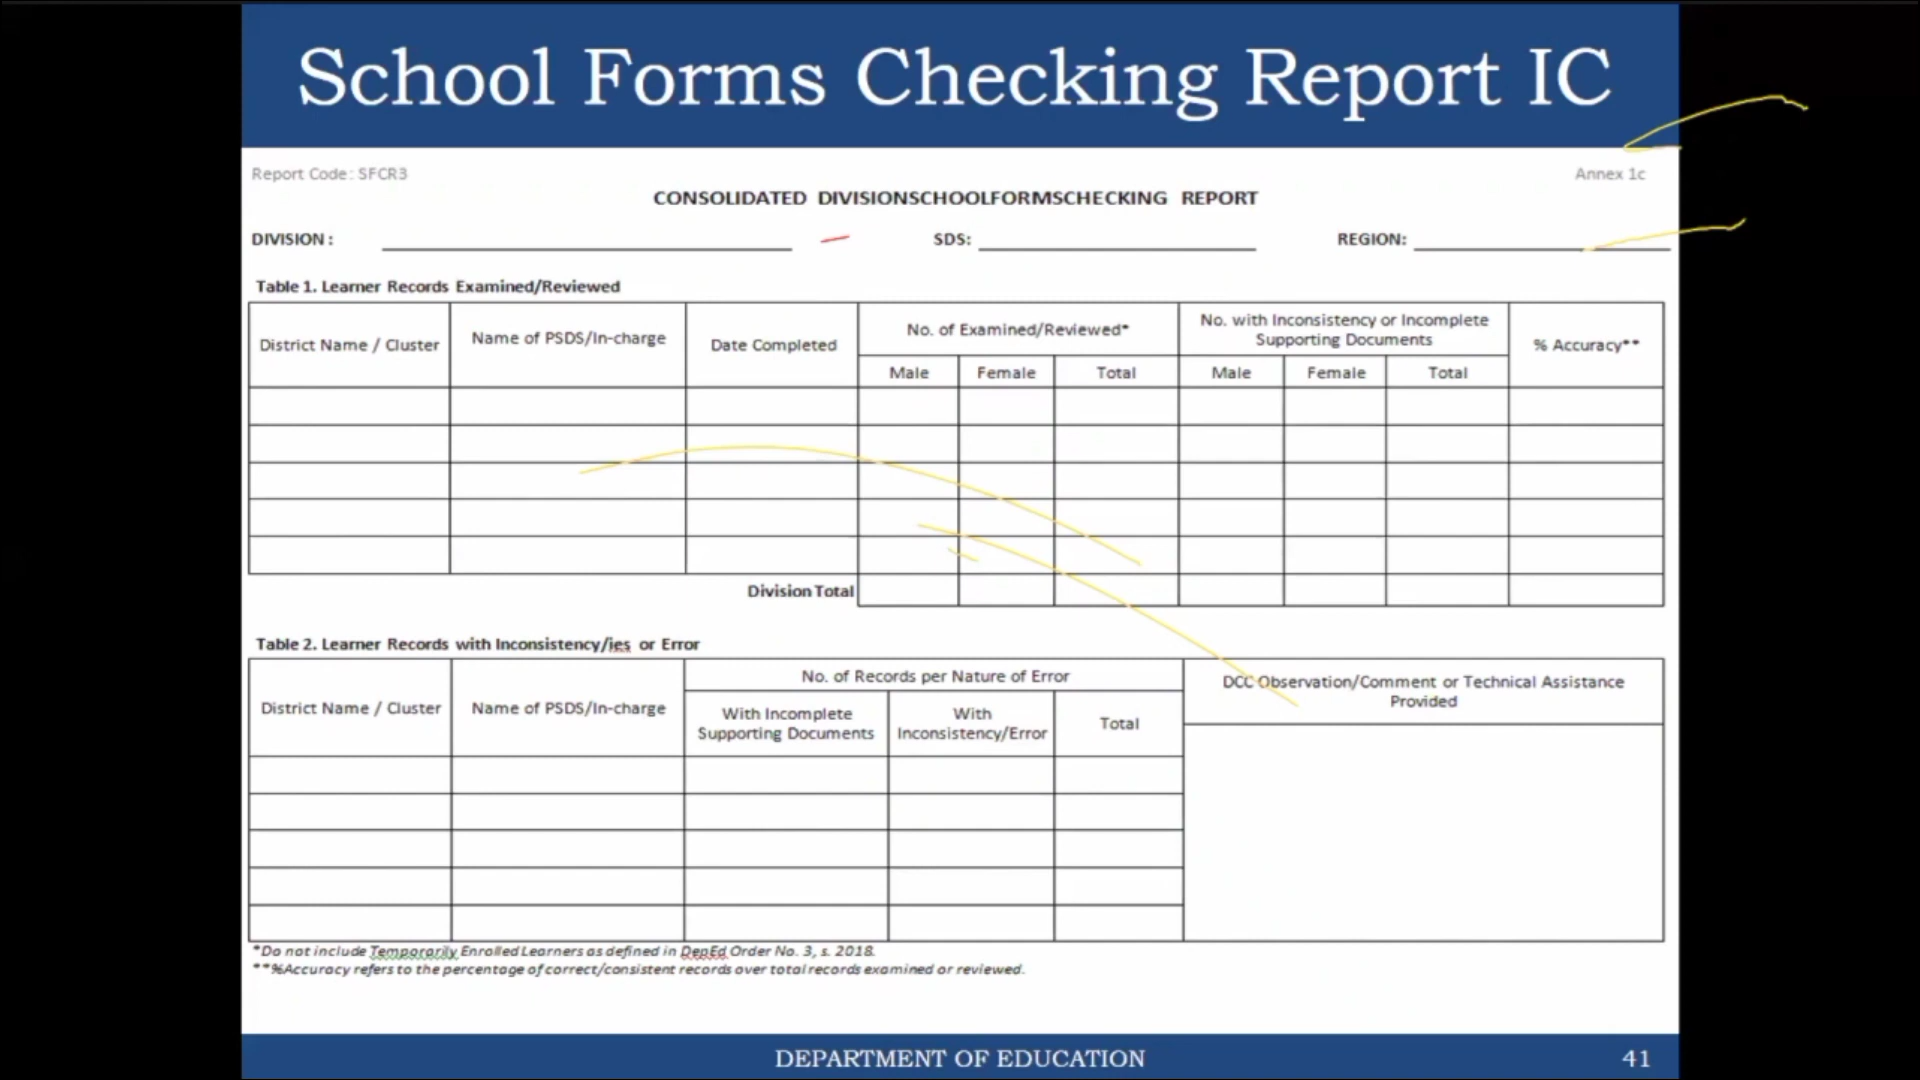 School Forms Checking Report IC
Report Code: SFCR3
Annex 1c
CONSOLIDATED DIVISIONSCHOOLFORMSCHECKING REPORT
DIVISION :
SDS:
REGION:
Table 1. Learner Records Examined/Reviewed
District Name / Cluster
Name of PSDS/In-charge
Date Completed
No. of Examined/Reviewed*
No. with Inconsistency or Incomplete
Supporting Documents
% Accuracy**
Male
Female
Total
Male
Female
Total
Division Total
Table 2. Learner Records with Inconsistency/ies or Error
District Name / Cluster
Name of PSDS/In-charge
No. of Records per Nature of Error
With Incomplete
Supporting Documents
With
Inconsistency/Error
Total
DCC Observation/Comment or Technical Assistance
Provided
*Do not include Temporarily Enrolled Learners as defined in DepEd Order No. 3, s. 2018.
**%Accuracy refers to the percentage of correct/consistent records over total records examined or reviewed.
DEPARTMENT OF EDUCATION
41